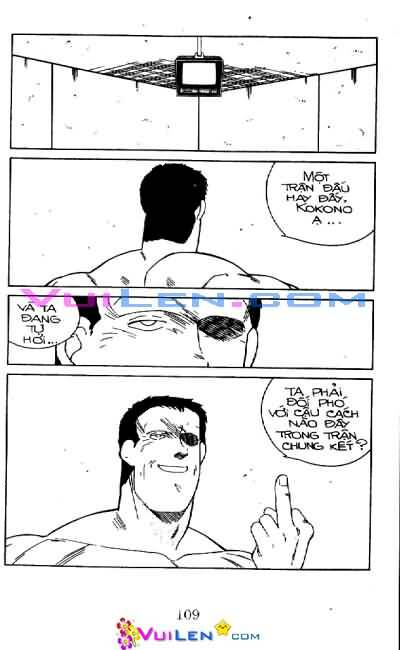 MỘT
TRẬN ĐẤU
HAY ĐẤY,
KOKONO
Ạ...
VUILEN.COM
VÀ TA
ĐANG
TỰ
HỎI...
TA PHẢI
ĐỐI PHÓ
VỚI CẬU CÁCH
NÀO ĐÂY
TRONG TRẬN
CHUNG KẾT?
109
VUILEN.COM